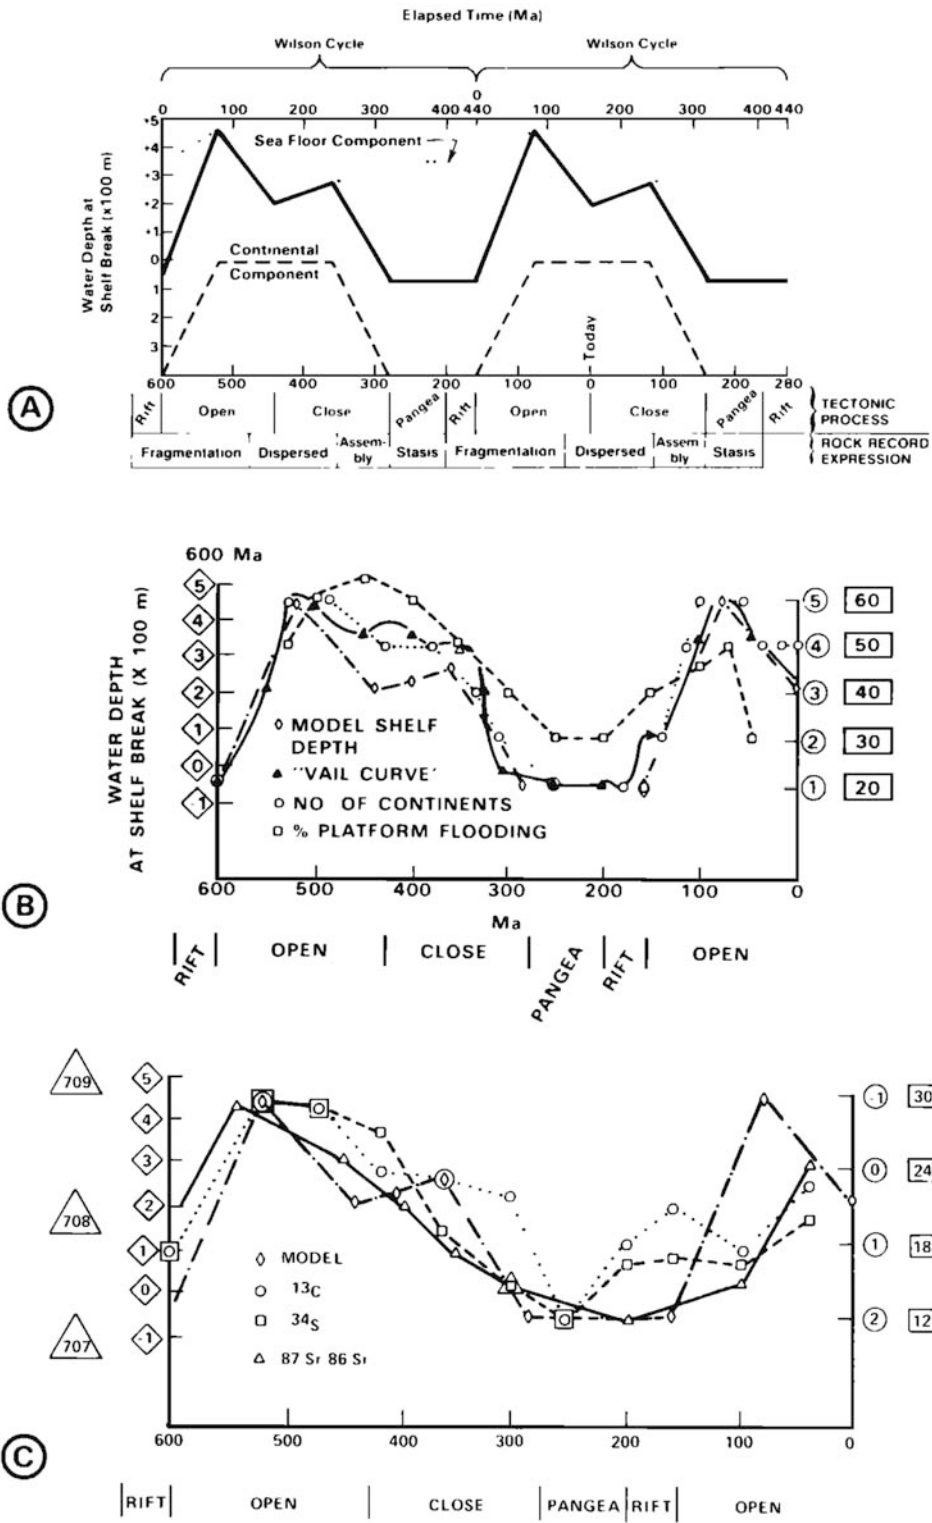 Elapsed Time (Ma)
Wilson Cycle Wilson Cycle
0
0 100 200 300 400 440 100 200 300 400 440
+5
+4
+3
+2
+1
0
1
2
3
Water Depth at
Shelf Break (x100 m)
Sea Floor Component
Continental
Component
Today
600 500 400 300 200 100 0 100 200 280
Rift Open Close Pangea Rift Open Close Pangea Rift
TECTONIC
PROCESS
Fragmentation Dispersed Assem-
bly Stasis Fragmentation Dispersed Assem
bly Stasis
ROCK RECORD
EXPRESSION
A
600 Ma
5
4
3
2
1
0
-1
WATER DEPTH
AT SHELF BREAK (X 100 m)
MODEL SHELF
DEPTH
"VAIL CURVE'
NO OF CONTINENTS
% PLATFORM FLOODING
5 60
4 50
3 40
2 30
1 20
600 500 400 300 200 100 0
Ma
B
RIFT OPEN CLOSE PANGEA RIFT OPEN
709
708
707
5
4
3
2
1
0
-1
MODEL
13C
34S
87 Sr 86 Sr
-1 30
0 24
1 18
2 12
600 500 400 300 200 100 0
C
RIFT OPEN CLOSE PANGEA RIFT OPEN